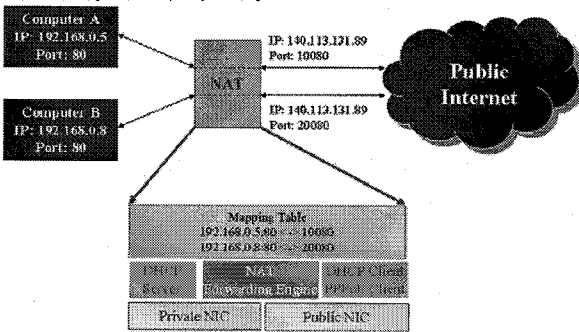 Computer A
IP: 192.168.0.5
Port: 80
Computer B
IP: 192.168.0.8
Port: 80
NAT
IP: 140.113.131.89
Port: 10080
IP: 140.113.131.89
Port: 20080
Public
Internet
Mapping Table
192.168.0.5:80 <--> 10080
192.168.0.8:80 <--> 20080
DHCP
Server
NAT
Forwarding Engine
DHCP Client
PPPoE Client
Private NIC
Public NIC